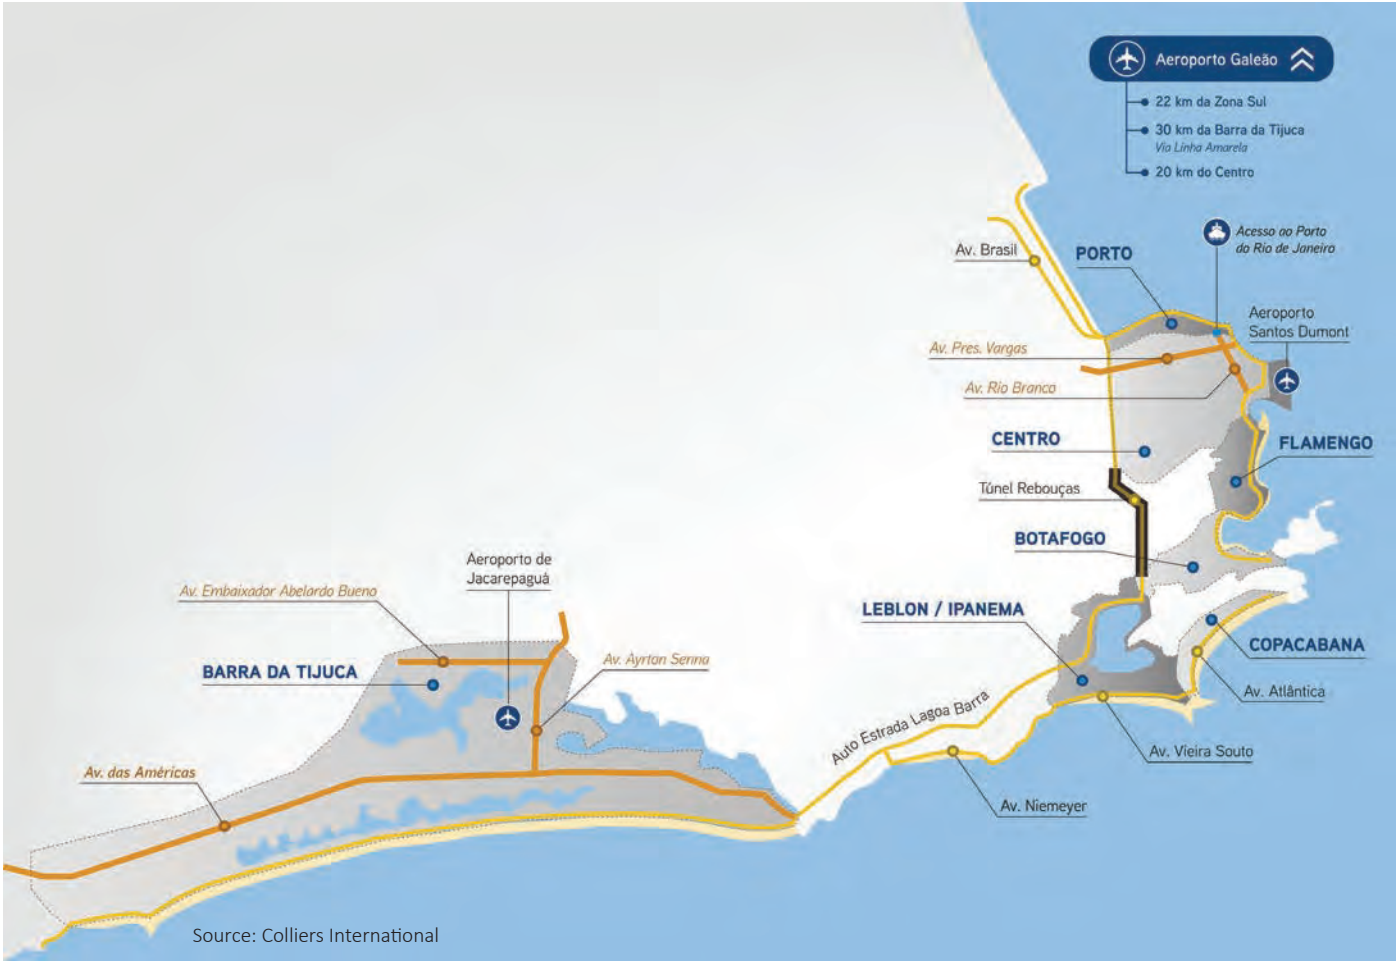 Aeroporto Galeão
22 km da Zona Sul
30 km da Barra da Tijuca
Via Linha Amarela
20 km do Centro
Acesso ao Porto
do Rio de Janeiro
Av. Brasil
PORTO
Aeroporto
Santos Dumont
Av. Pres. Vargas
Av. Rio Branco
CENTRO
FLAMENGO
Túnel Rebouças
BOTAFOGO
Aeroporto de
Jacarepaguá
Av. Embaixador Abelardo Bueno
LEBLON / IPANEMA
COPACABANA
BARRA DA TIJUCA
Av. Ayrton Senna
Av. Atlântica
Auto Estrada Lagoa Barra
Av. Vieira Souto
Av. das Américas
Av. Niemeyer
Source: Colliers International